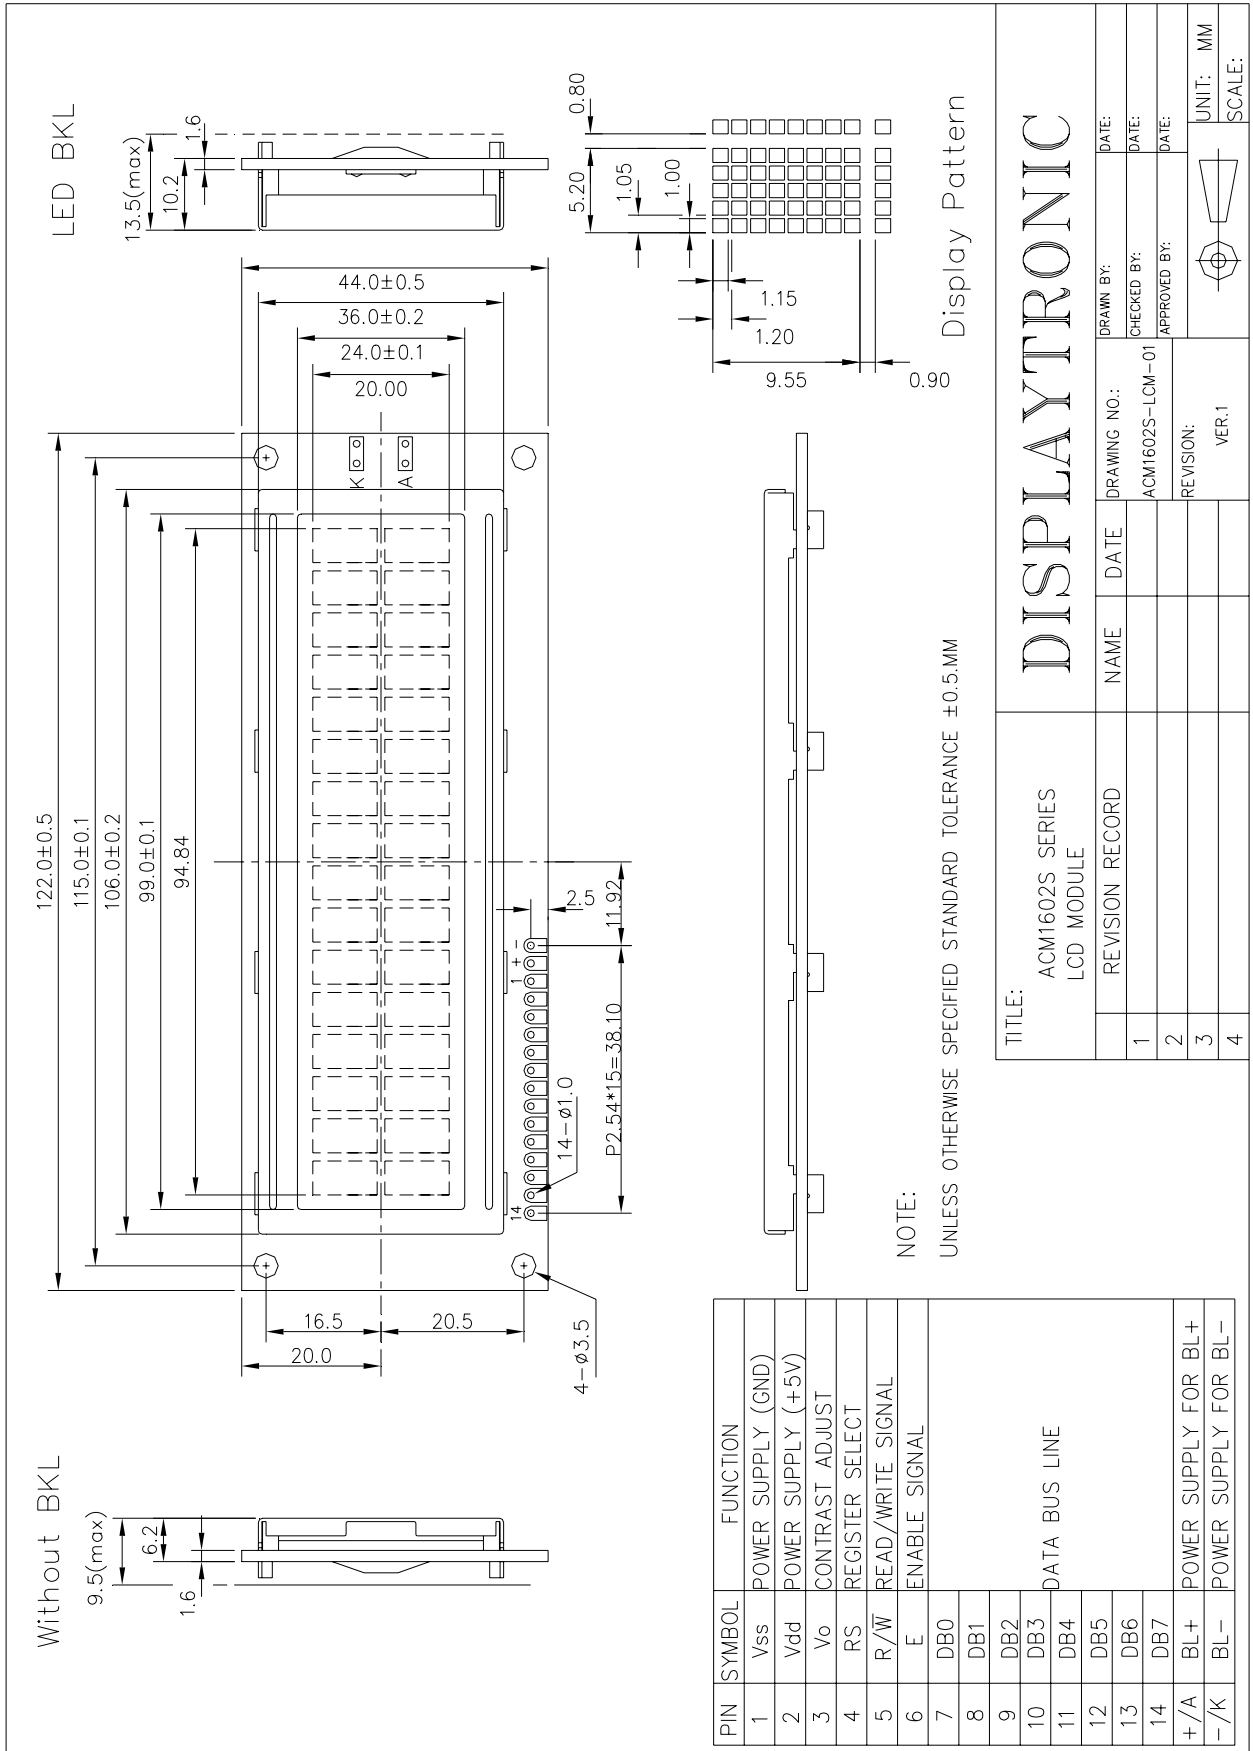 Without BKL
9.5(max)
6.2
1.6
LED BKL
13.5(max)
10.2
1.6
122.0±0.5
115.0±0.1
106.0±0.2
99.0±0.1
94.84
44.0±0.5
36.0±0.2
24.0±0.1
20.00
K
A
16.5
20.5
20.0
4-ø3.5
14
1
+
-
14-ø1.0
P2.54*15=38.10
11.92
2.5
5.20
0.80
1.05
1.00
1.15
1.20
9.55
0.90
Display Pattern
PIN SYMBOL FUNCTION
1 Vss POWER SUPPLY (GND)
2 Vdd POWER SUPPLY (+5V)
3 Vo CONTRAST ADJUST
4 RS REGISTER SELECT
5 R/W̅ READ/WRITE SIGNAL
6 E ENABLE SIGNAL
7 DB0
8 DB1
9 DB2
10 DB3 DATA BUS LINE
11 DB4
12 DB5
13 DB6
14 DB7
+/A BL+ POWER SUPPLY FOR BL+
-/K BL- POWER SUPPLY FOR BL-
NOTE:
UNLESS OTHERWISE SPECIFIED STANDARD TOLERANCE ±0.5.MM
TITLE:
ACM1602S SERIES
LCD MODULE
DISPLAYTRONIC
REVISION RECORD NAME DATE
1
2
3
4
DRAWING NO.:
ACM1602S-LCM-01
REVISION:
VER.1
DRAWN BY: DATE:
CHECKED BY: DATE:
APPROVED BY: DATE:
UNIT: MM
SCALE: